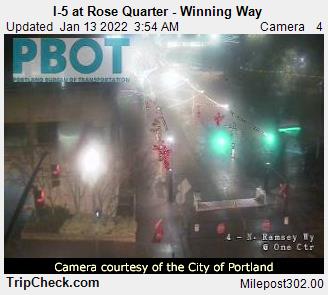 I-5 at Rose Quarter - Winning Way
Updated Jan 13 2022 3:54 AM Camera 4
PBOT
PORTLAND BUREAU OF TRANSPORTATION
4 - N. Ramsey Wy
@ One Ctr
Camera courtesy of the City of Portland
TripCheck.com Milepost302.00